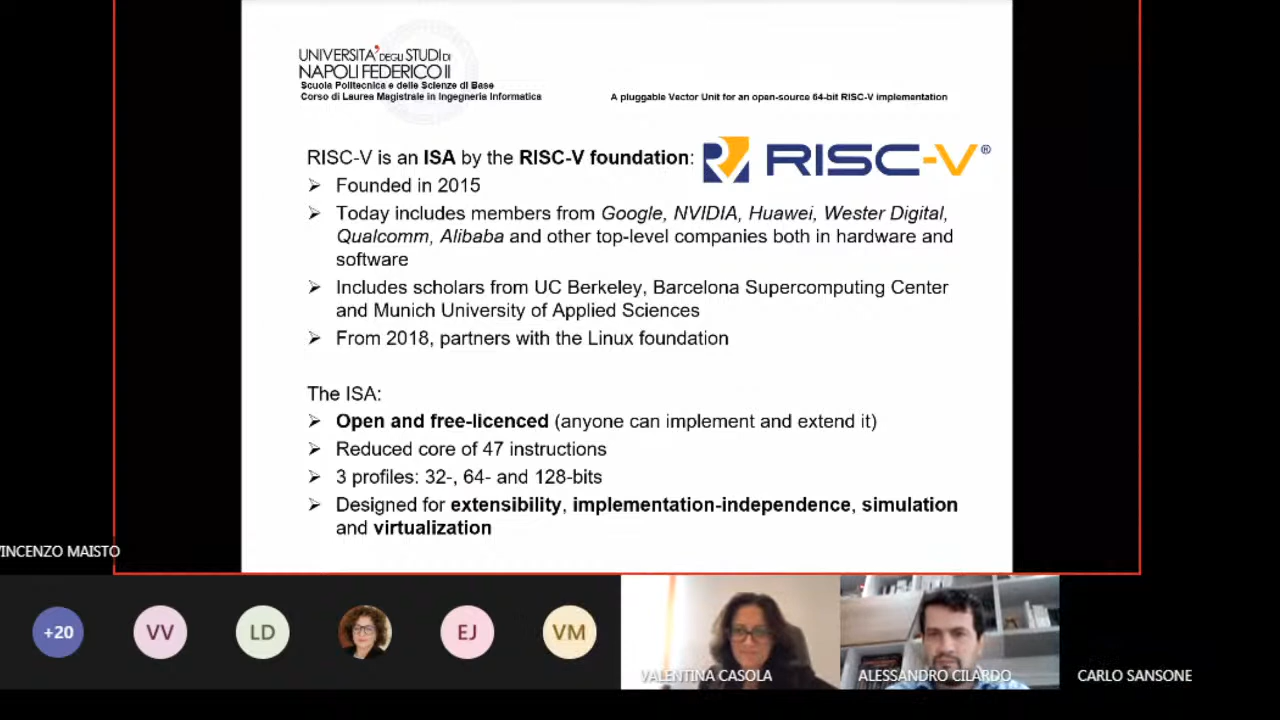 UNIVERSITA' DEGLI STUDI DI
NAPOLI FEDERICO II
Scuola Politecnica e delle Scienze di Base
Corso di Laurea Magistrale in Ingegneria Informatica
A pluggable Vector Unit for an open-source 64-bit RISC-V implementation
RISC-V is an ISA by the RISC-V foundation:
RISC-V®
➢ Founded in 2015
➢ Today includes members from Google, NVIDIA, Huawei, Wester Digital,
Qualcomm, Alibaba and other top-level companies both in hardware and
software
➢ Includes scholars from UC Berkeley, Barcelona Supercomputing Center
and Munich University of Applied Sciences
➢ From 2018, partners with the Linux foundation
The ISA:
➢ Open and free-licenced (anyone can implement and extend it)
➢ Reduced core of 47 instructions
➢ 3 profiles: 32-, 64- and 128-bits
➢ Designed for extensibility, implementation-independence, simulation
and virtualization
INCENZO MAISTO
+20
VV
LD
EJ
VM
VALENTINA CASOLA
ALESSANDRO CILARDO
CARLO SANSONE